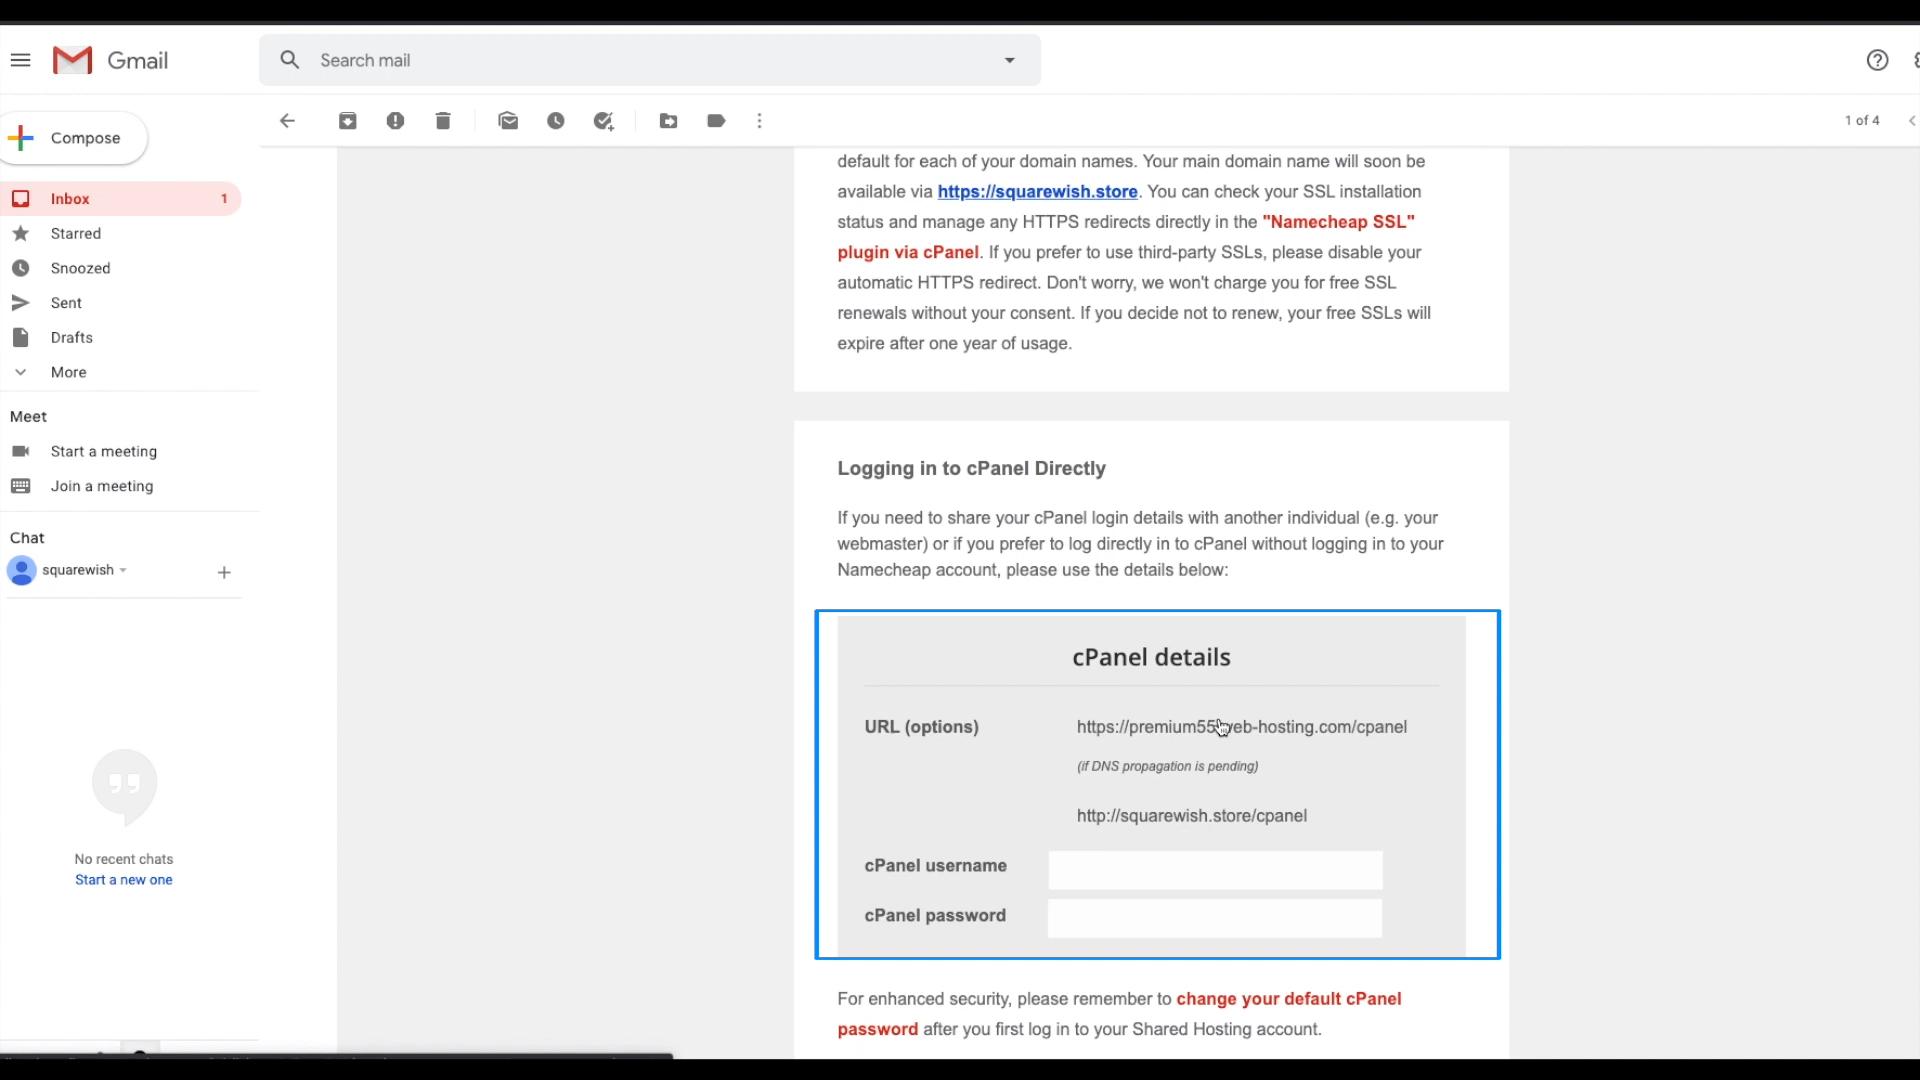 Gmail
Search mail
1 of 4
Compose
Inbox 1
Starred
Snoozed
Sent
Drafts
More
Meet
Start a meeting
Join a meeting
Chat
squarewish
No recent chats
Start a new one
default for each of your domain names. Your main domain name will soon be
available via https://squarewish.store. You can check your SSL installation
status and manage any HTTPS redirects directly in the "Namecheap SSL"
plugin via cPanel. If you prefer to use third-party SSLs, please disable your
automatic HTTPS redirect. Don't worry, we won't charge you for free SSL
renewals without your consent. If you decide not to renew, your free SSLs will
expire after one year of usage.
Logging in to cPanel Directly
If you need to share your cPanel login details with another individual (e.g. your
webmaster) or if you prefer to log directly in to cPanel without logging in to your
Namecheap account, please use the details below:
cPanel details
URL (options) https://premium55 web-hosting.com/cpanel
(if DNS propagation is pending)
http://squarewish.store/cpanel
cPanel username
cPanel password
For enhanced security, please remember to change your default cPanel
password after you first log in to your Shared Hosting account.